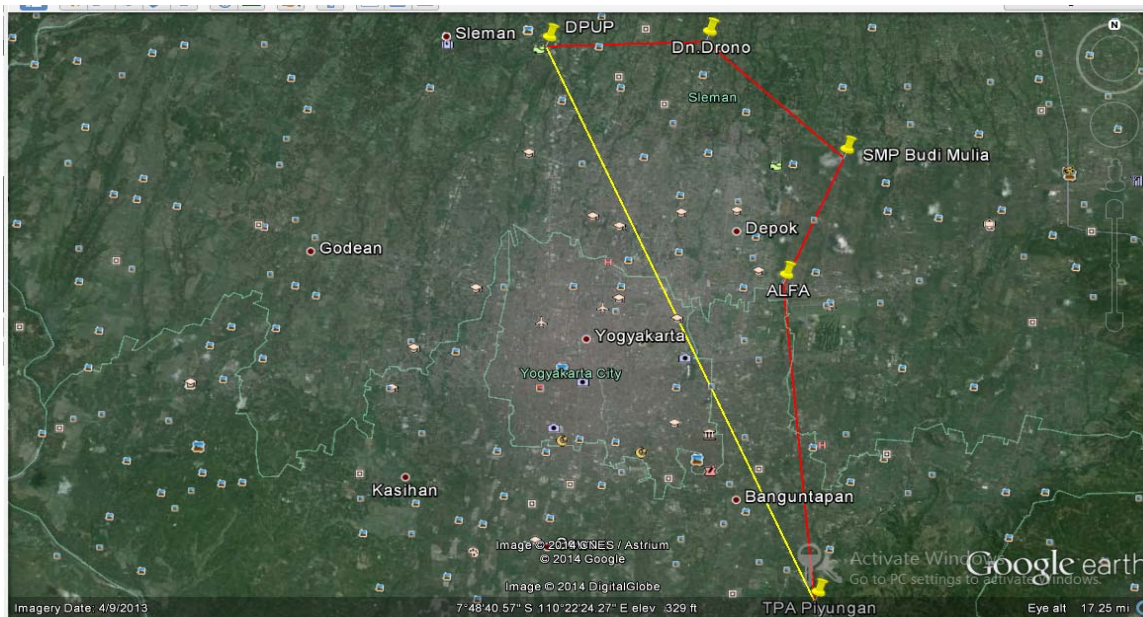 N
Sleman
DPUP
Dn.Drono
Sleman
SMP Budi Mulia
Depok
Godean
ALFA
Yogyakarta
Yogyakarta City
H
Kasihan
Banguntapan
Image © 2014 CNES / Astrium
© 2014 Google
Image © 2014 DigitalGlobe
Activate Windows
Go to PC settings to activate Windows.
Google earth
TPA Piyungan
Imagery Date: 4/9/2013
7°48'40.57" S 110°22'24.27" E elev 329 ft
Eye alt 17.25 mi